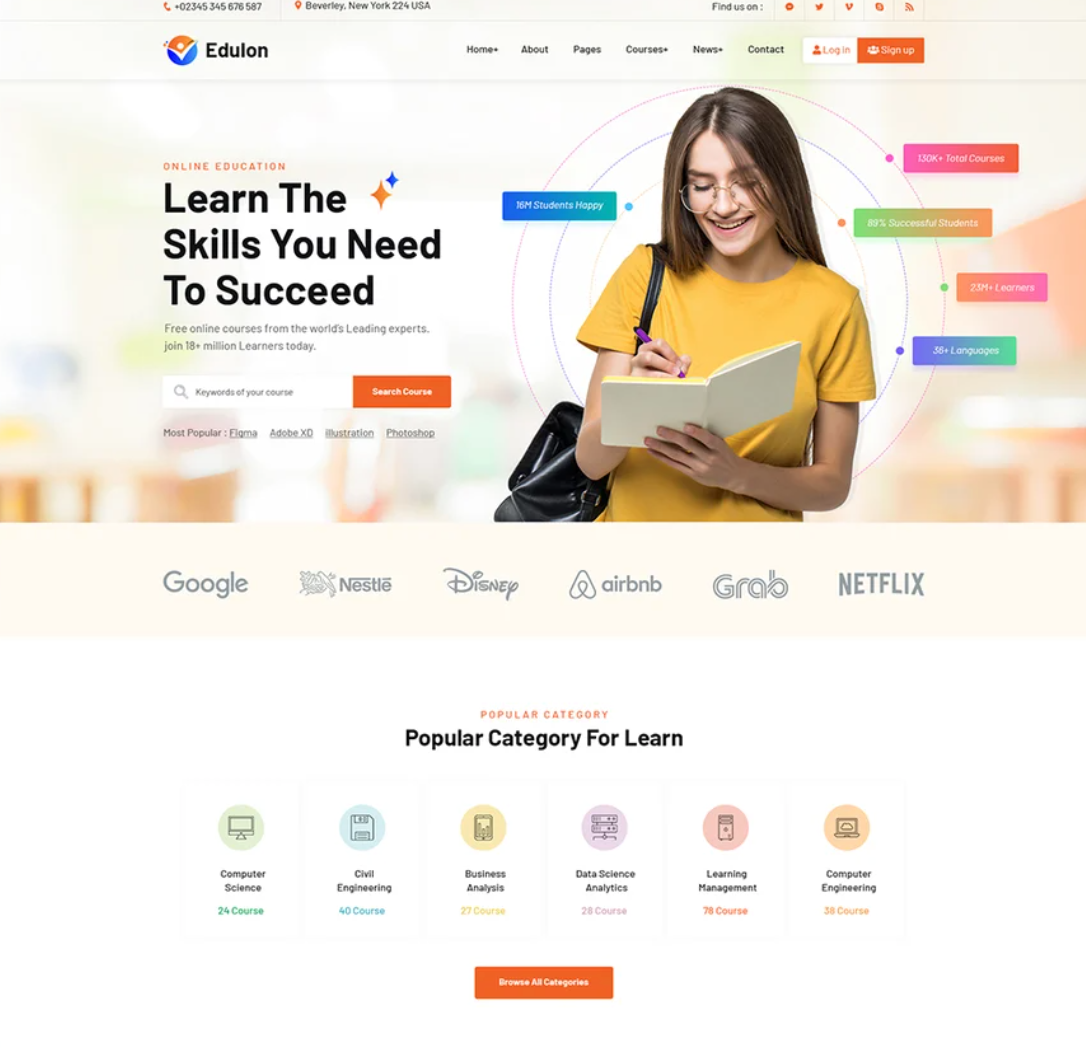 +02345 345 676 587
Beverley, New York 224 USA
Find us on :
Edulon
Home+ About Pages Courses+ News+ Contact
Log in
Sign up
ONLINE EDUCATION
Learn The
Skills You Need
To Succeed
Free online courses from the world's Leading experts.
join 18+ million Learners today.
Keywords of your course
Search Course
Most Popular : Figma Adobe XD illustration Photoshop
16M Students Happy
130K+ Total Courses
89% Successful Students
23M+ Learners
36+ Languages
Google Nestlé Disney airbnb Grab NETFLIX
POPULAR CATEGORY
Popular Category For Learn
Computer
Science
24 Course
Civil
Engineering
40 Course
Business
Analysis
27 Course
Data Science
Analytics
28 Course
Learning
Management
78 Course
Computer
Engineering
38 Course
Browse All Categories